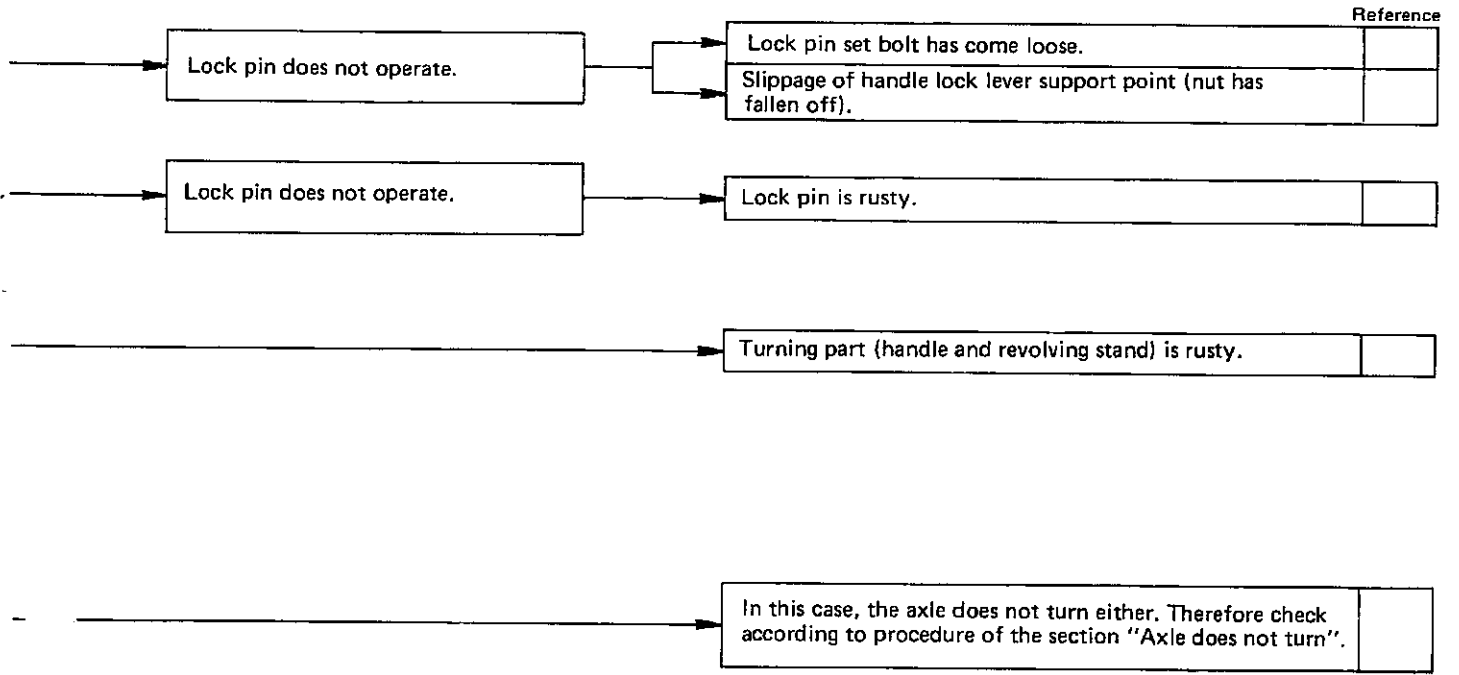 Reference
Lock pin does not operate.
Lock pin set bolt has come loose.
Slippage of handle lock lever support point (nut has
fallen off).
Lock pin does not operate.
Lock pin is rusty.
Turning part (handle and revolving stand) is rusty.
In this case, the axle does not turn either. Therefore check
according to procedure of the section "Axle does not turn".